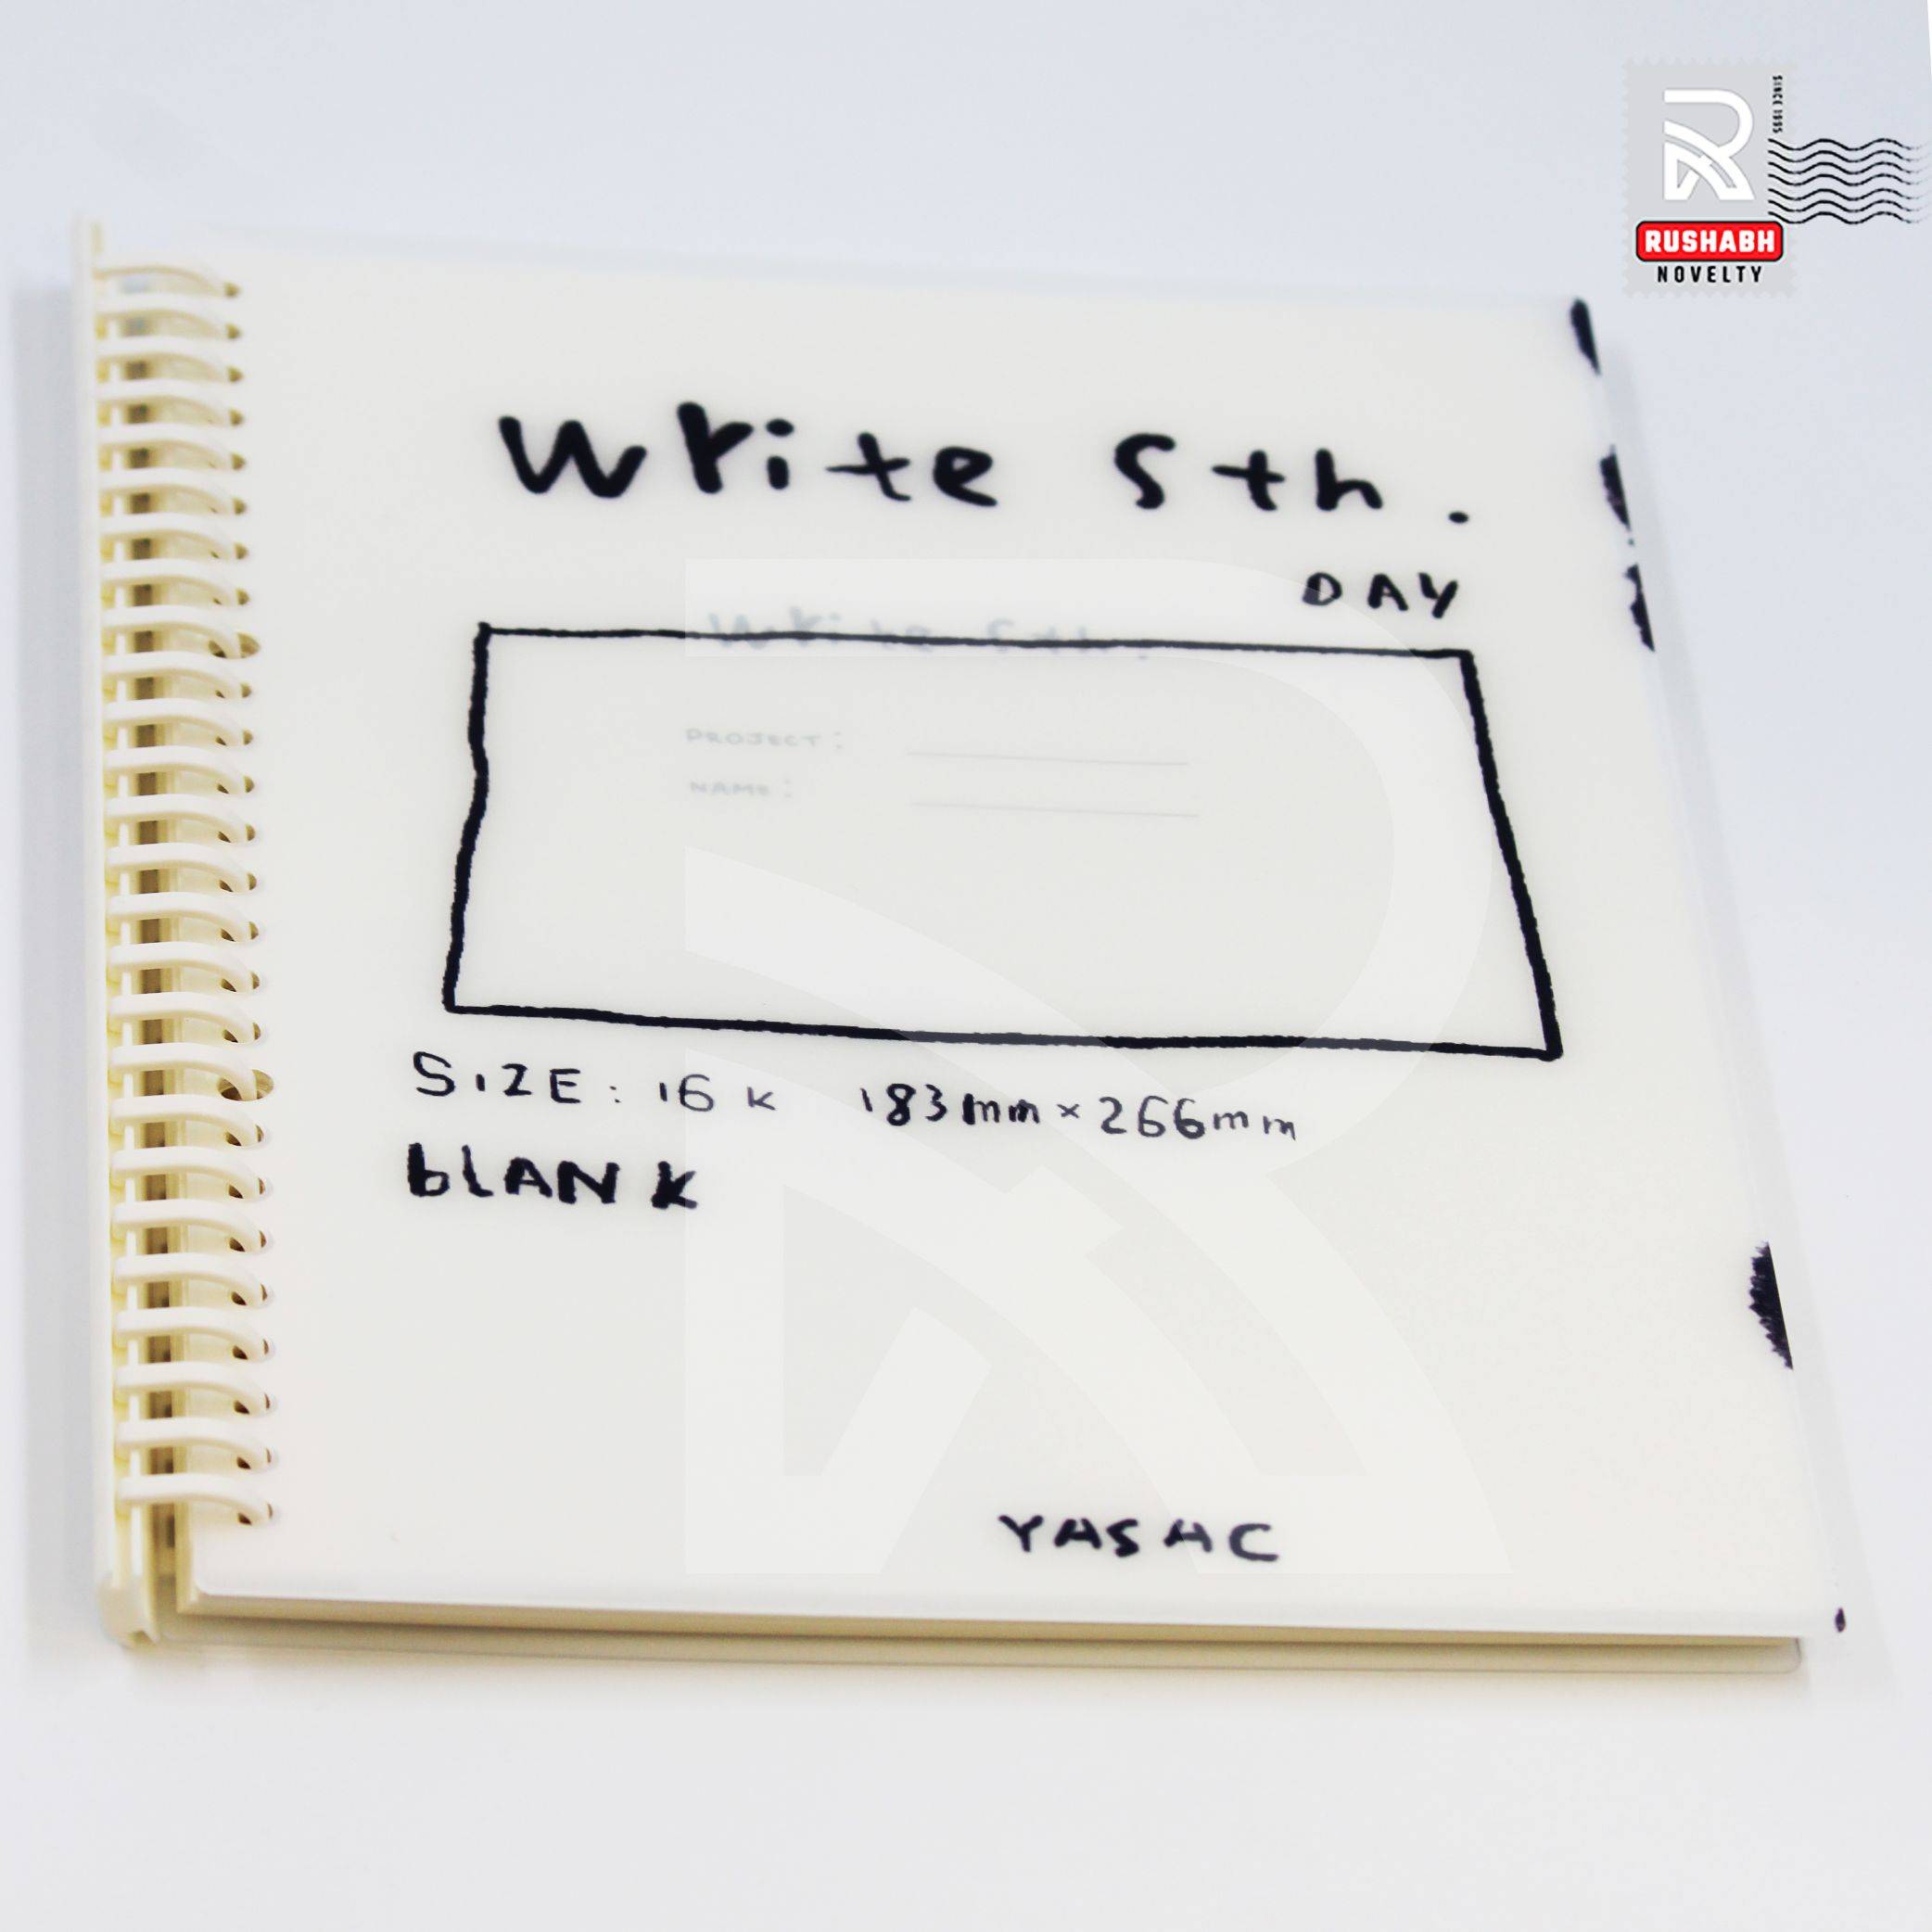 SINCE 1995
RUSHABH
NOVELTY
Write Sth.
DAY
Write Sth.
PROJECT:
NAME:
SIZE: 16K 183mm×266mm
bLANK
YASAC